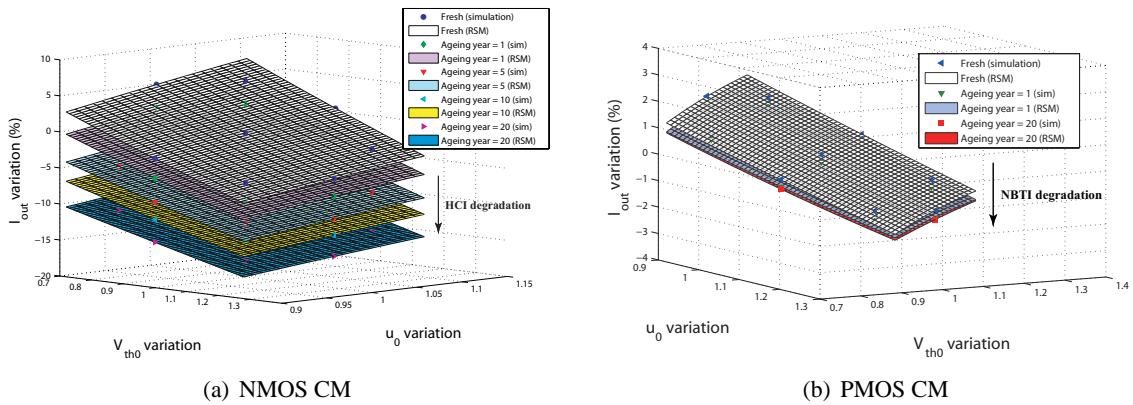 Fresh (simulation)
Fresh (RSM)
Ageing year = 1 (sim)
Ageing year = 1 (RSM)
Ageing year = 5 (sim)
Ageing year = 5 (RSM)
Ageing year = 10 (sim)
Ageing year = 10 (RSM)
Ageing year = 20 (sim)
Ageing year = 20 (RSM)
10
5
0
−5
−10
−15
−20
I_out variation (%)
HCI degradation
0.7
0.8
0.9
1
1.1
1.2
1.3
0.9
0.95
1
1.05
1.1
1.15
V_th0 variation
u_0 variation
(a) NMOS CM
Fresh (simulation)
Fresh (RSM)
Ageing year = 1 (sim)
Ageing year = 1 (RSM)
Ageing year = 20 (sim)
Ageing year = 20 (RSM)
4
3
2
1
0
−1
−2
−3
−4
I_out variation (%)
NBTI degradation
0.9
1
1.1
1.2
1.3
0.7
0.8
0.9
1
1.1
1.2
1.3
1.4
u_0 variation
V_th0 variation
(b) PMOS CM